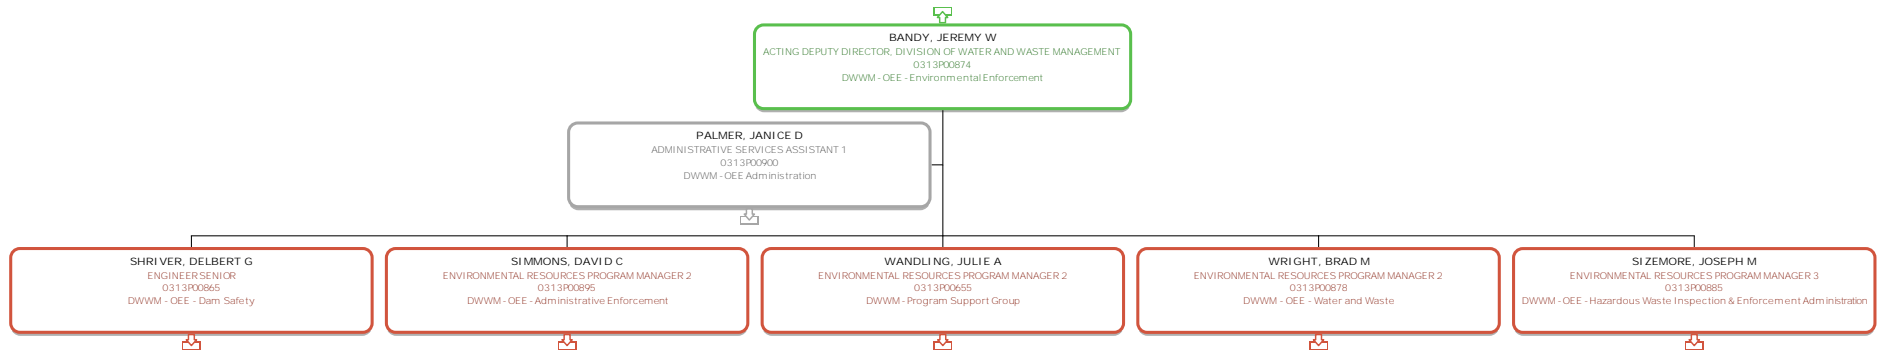 BANDY, JEREMY W
ACTING DEPUTY DIRECTOR, DIVISION OF WATER AND WASTE MANAGEMENT
0313P00874
DWWM - OEE - Environmental Enforcement
PALMER, JANICE D
ADMINISTRATIVE SERVICES ASSISTANT 1
0313P00900
DWWM - OEE Administration
SHRIVER, DELBERT G
ENGINEER SENIOR
0313P00865
DWWM - OEE - Dam Safety
SIMMONS, DAVID C
ENVIRONMENTAL RESOURCES PROGRAM MANAGER 2
0313P00895
DWWM - OEE - Administrative Enforcement
WANDLING, JULIE A
ENVIRONMENTAL RESOURCES PROGRAM MANAGER 2
0313P00655
DWWM - Program Support Group
WRIGHT, BRAD M
ENVIRONMENTAL RESOURCES PROGRAM MANAGER 2
0313P00878
DWWM - OEE - Water and Waste
SIZEMORE, JOSEPH M
ENVIRONMENTAL RESOURCES PROGRAM MANAGER 3
0313P00885
DWWM - OEE - Hazardous Waste Inspection & Enforcement Administration